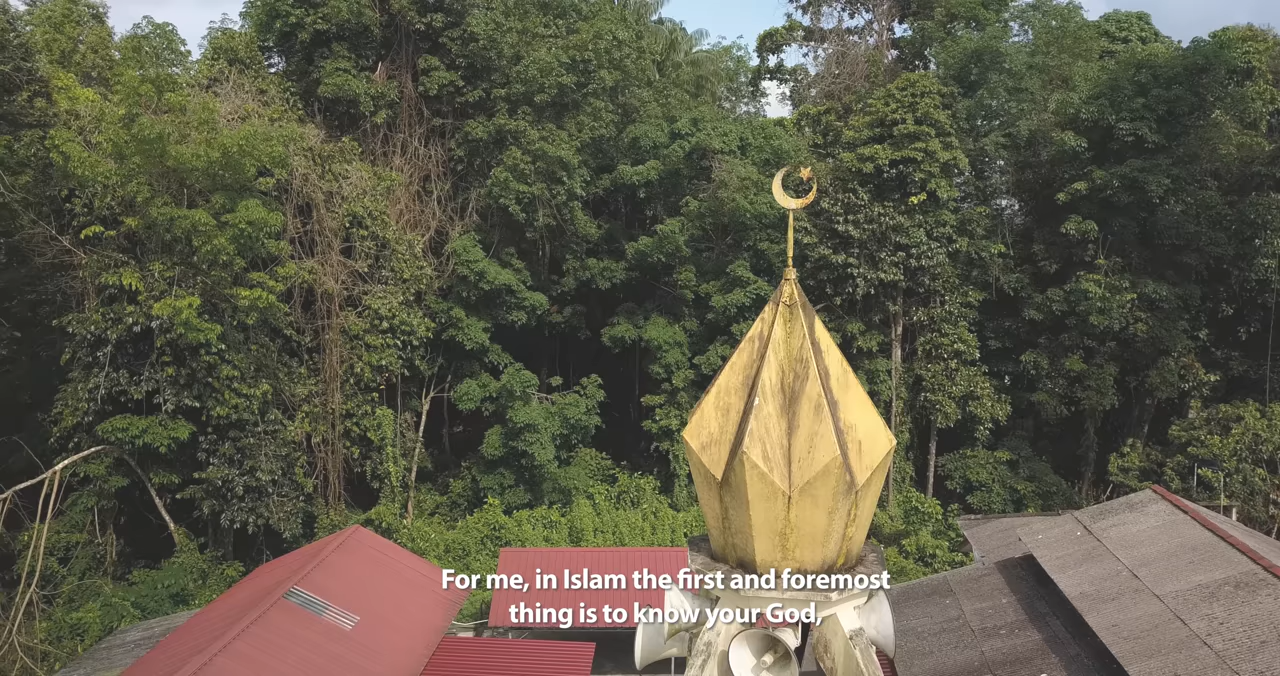 For me, in Islam the first and foremost
thing is to know your God,